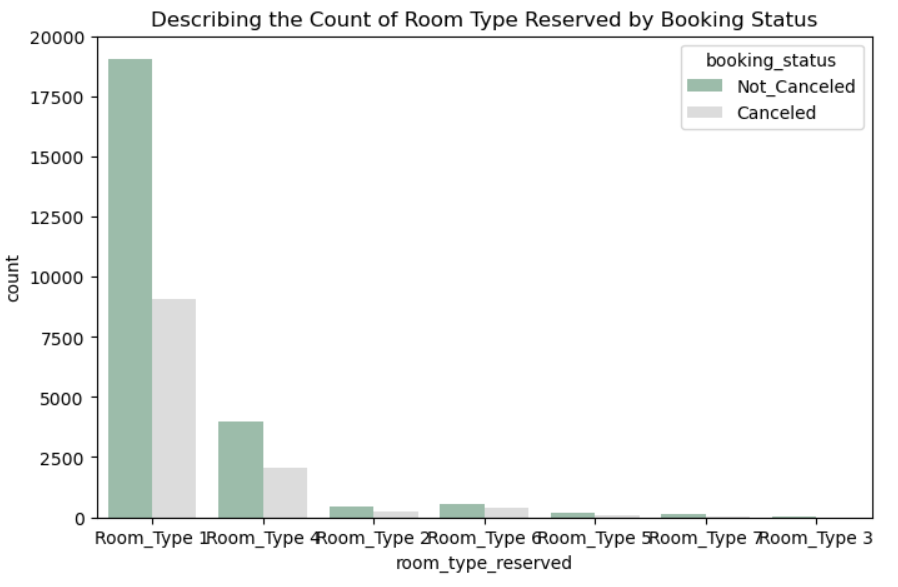 Describing the Count of Room Type Reserved by Booking Status
20000
17500
15000
12500
10000
7500
5000
2500
0
count
booking_status
Not_Canceled
Canceled
Room_Type 1 Room_Type 4 Room_Type 2 Room_Type 6 Room_Type 5 Room_Type 7 Room_Type 3
room_type_reserved